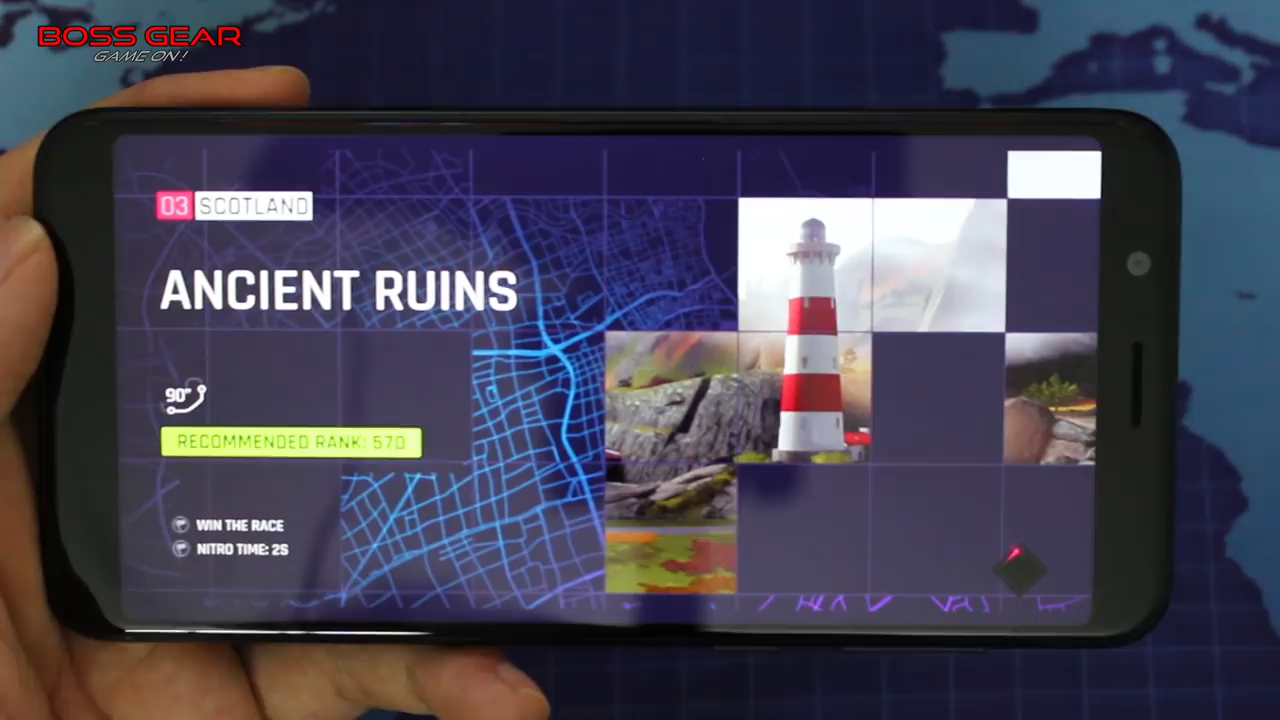 BOSS GEAR
GAME ON!
03 SCOTLAND
ANCIENT RUINS
90"
RECOMMENDED RANK: 570
WIN THE RACE
NITRO TIME: 2S